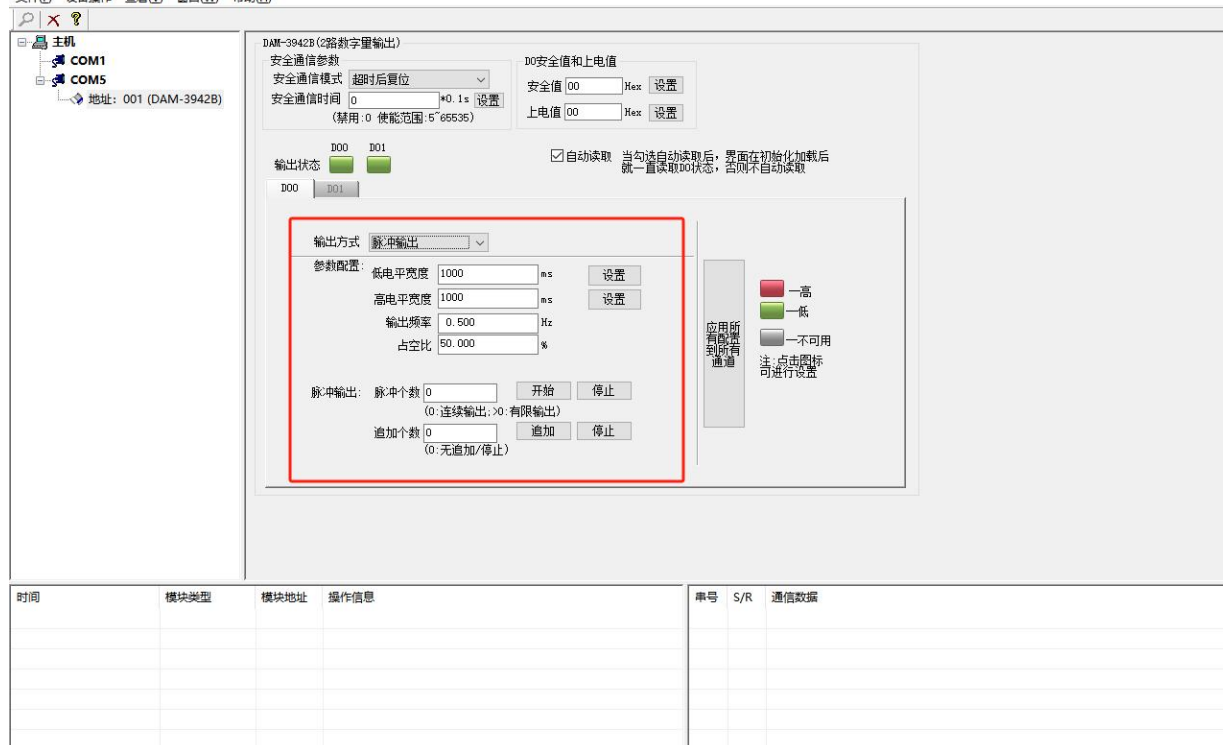 主机
COM1
COM5
地址：001 (DAM-3942B)
DAM-3942B(2路数字量输出)
安全通信参数
安全通信模式 超时后复位
安全通信时间 0 *0.1s 设置
(禁用:0 使能范围:5~65535)
DO安全值和上电值
安全值 00 Hex 设置
上电值 00 Hex 设置
DO0 DO1
输出状态
自动读取 当勾选自动读取后，界面在初始化加载后
就一直读取DO状态，否则不自动读取
DO0 DO1
输出方式 脉冲输出
参数配置: 低电平宽度 1000 ms 设置
高电平宽度 1000 ms 设置
输出频率 0.500 Hz
占空比 50.000 %
脉冲输出: 脉冲个数 0 开始 停止
(0:连续输出;>0:有限输出)
追加个数 0 追加 停止
(0:无追加/停止)
应用所
有配置
到所有
通道
—高
—低
—不可用
注:点击图标
可进行设置
时间 模块类型 模块地址 操作信息
串号 S/R 通信数据